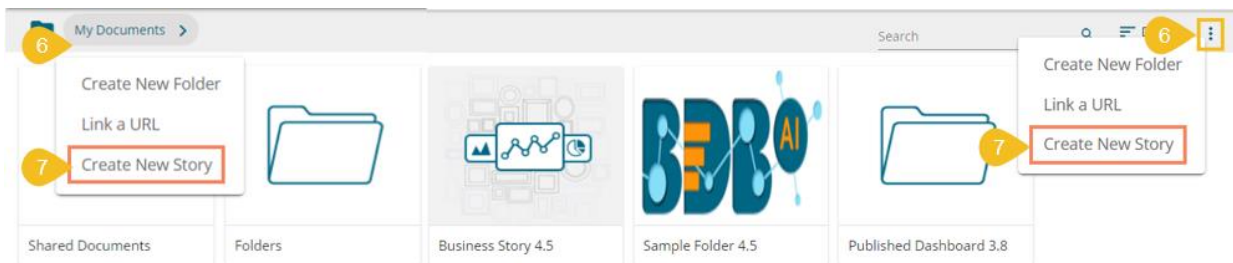 My Documents
6
Search
6
Create New Folder
Link a URL
7
Create New Story
Create New Folder
Link a URL
7
Create New Story
BDB
AI
Shared Documents
Folders
Business Story 4.5
Sample Folder 4.5
Published Dashboard 3.8